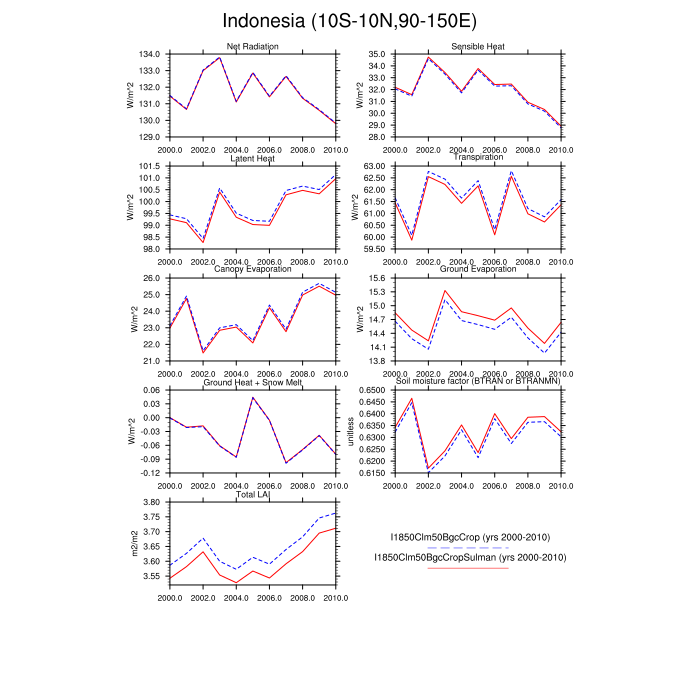 Indonesia (10S-10N,90-150E)
Net Radiation
W/m^2
134.0
133.0
132.0
131.0
130.0
129.0
2000.0 2002.0 2004.0 2006.0 2008.0 2010.0
Sensible Heat
W/m^2
35.0
34.0
33.0
32.0
31.0
30.0
29.0
28.0
2000.0 2002.0 2004.0 2006.0 2008.0 2010.0
Latent Heat
W/m^2
101.5
101.0
100.5
100.0
99.5
99.0
98.5
98.0
2000.0 2002.0 2004.0 2006.0 2008.0 2010.0
Transpiration
W/m^2
63.00
62.50
62.00
61.50
61.00
60.50
60.00
59.50
2000.0 2002.0 2004.0 2006.0 2008.0 2010.0
Canopy Evaporation
W/m^2
26.0
25.0
24.0
23.0
22.0
21.0
2000.0 2002.0 2004.0 2006.0 2008.0 2010.0
Ground Evaporation
W/m^2
15.6
15.3
15.0
14.7
14.4
14.1
13.8
2000.0 2002.0 2004.0 2006.0 2008.0 2010.0
Ground Heat + Snow Melt
W/m^2
0.06
0.03
0.00
-0.03
-0.06
-0.09
-0.12
2000.0 2002.0 2004.0 2006.0 2008.0 2010.0
Soil moisture factor (BTRAN or BTRANMN)
unitless
0.6500
0.6450
0.6400
0.6350
0.6300
0.6250
0.6200
0.6150
2000.0 2002.0 2004.0 2006.0 2008.0 2010.0
Total LAI
m2/m2
3.80
3.75
3.70
3.65
3.60
3.55
2000.0 2002.0 2004.0 2006.0 2008.0 2010.0
I1850Clm50BgcCrop (yrs 2000-2010)
I1850Clm50BgcCropSulman (yrs 2000-2010)